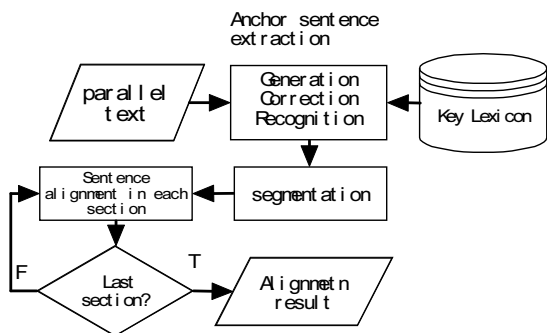 Anchor sentence
extraction
parallel
text
Generation
Correction
Recognition
Key Lexicon
Sentence
alignment in each
section
segmentation
F
Last
section?
T
Alignmetn
result